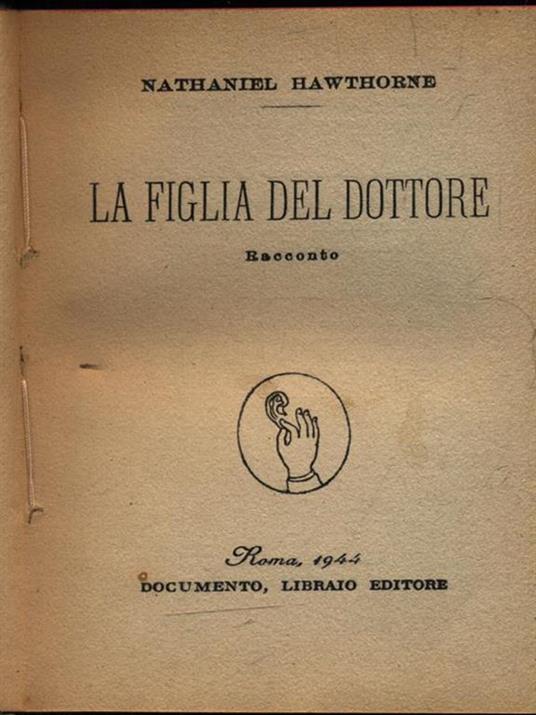 NATHANIEL HAWTHORNE
LA FIGLIA DEL DOTTORE
Racconto
Roma, 1944
DOCUMENTO, LIBRAIO EDITORE